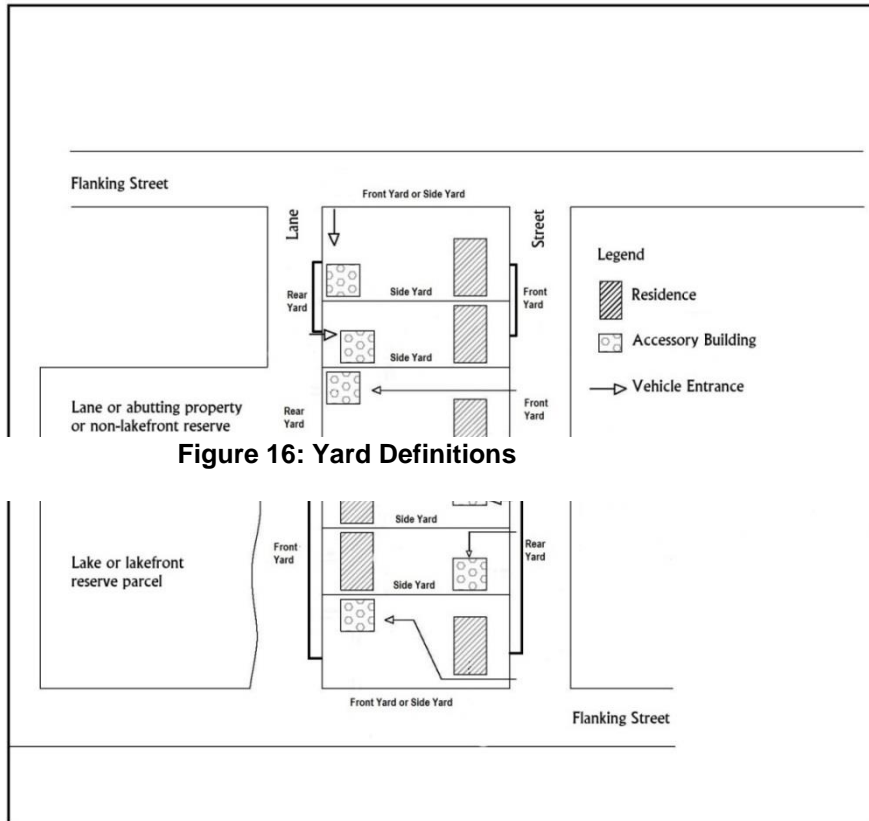 Flanking Street
Front Yard or Side Yard
Lane
Street
Legend
Residence
Rear
Yard
Side Yard
Front
Yard
Accessory Building
Side Yard
Vehicle Entrance
Lane or abutting property
or non-lakefront reserve
Rear
Yard
Front
Yard
Figure 16: Yard Definitions
Side Yard
Front
Yard
Rear
Yard
Lake or lakefront
reserve parcel
Side Yard
Front Yard or Side Yard
Flanking Street